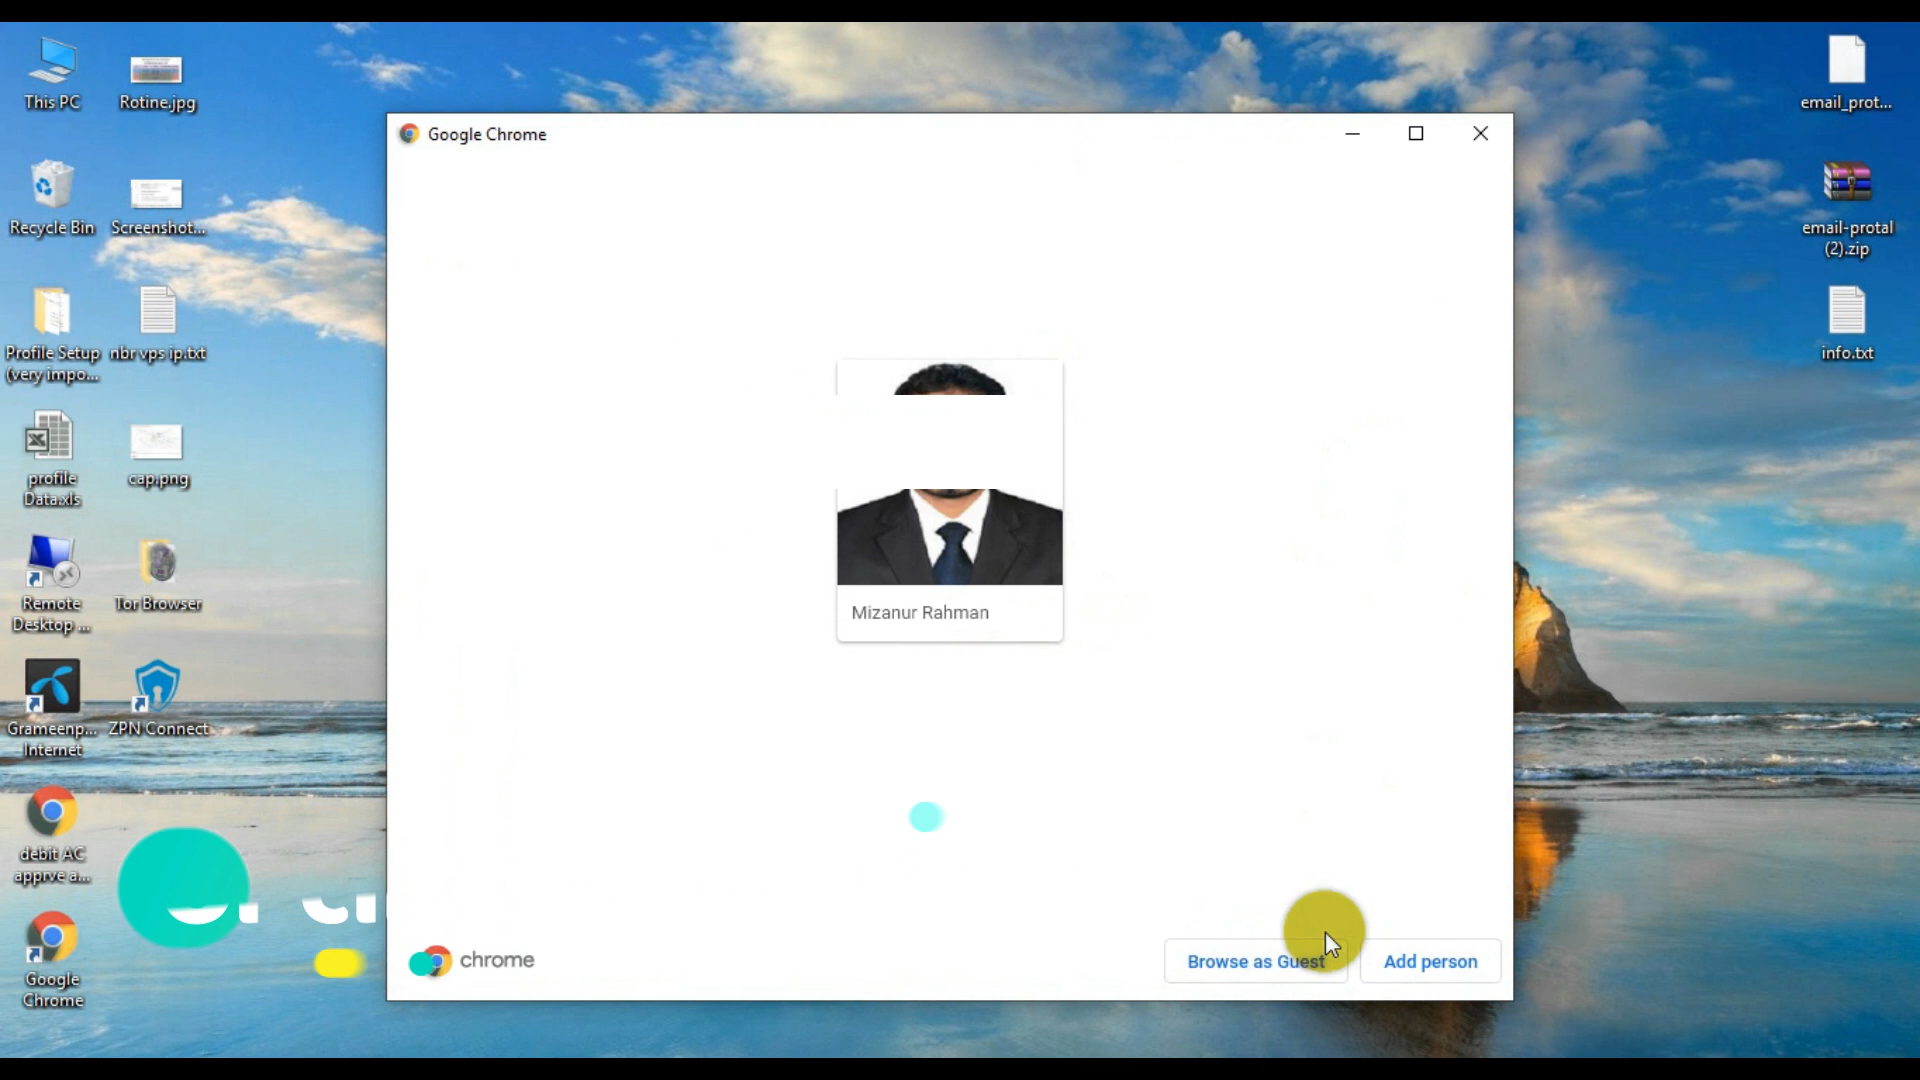 This PC
Rotine.jpg
Recycle Bin
Screenshot...
Profile Setup
(very impo...
nbr vps ip.txt
profile
Data.xls
cap.png
Remote
Desktop ...
Tor Browser
Grameenp...
Internet
ZPN Connect
debit AC
apprve a...
Google
Chrome
Google Chrome
Mizanur Rahman
chrome
Browse as Guest
Add person
email_prot...
email-protal
(2).zip
info.txt